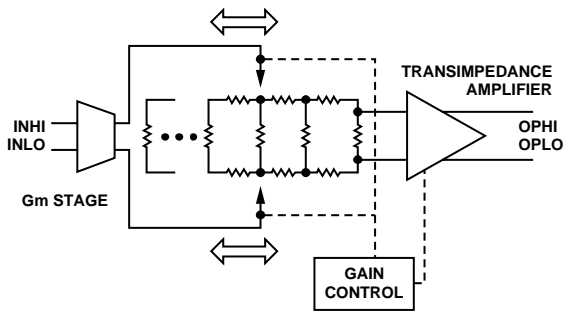 TRANSIMPEDANCE
AMPLIFIER
INHI
INLO
OPHI
OPLO
Gm STAGE
GAIN
CONTROL